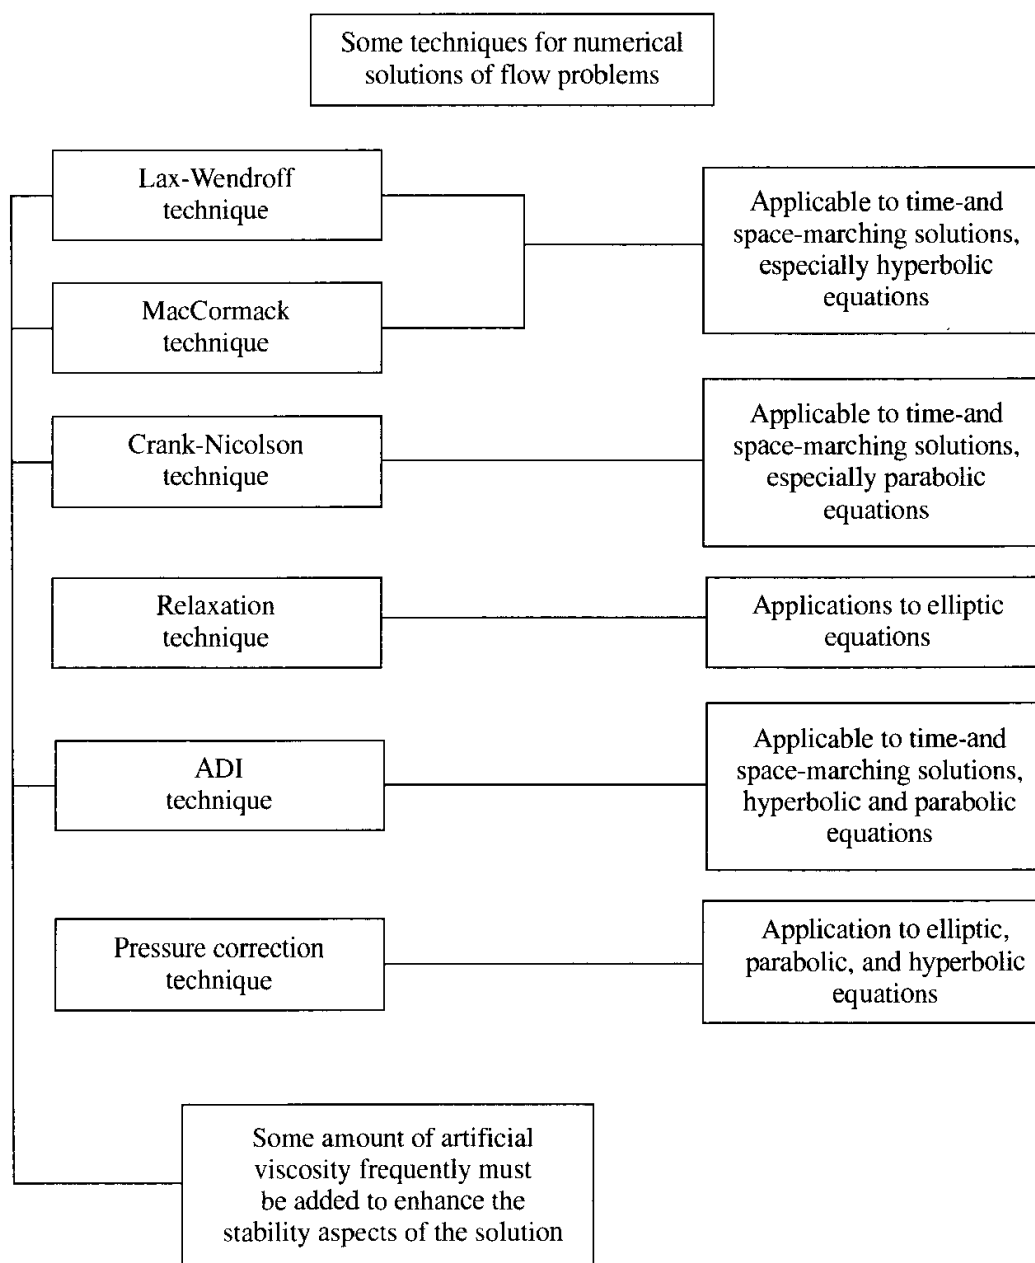 Some techniques for numerical
solutions of flow problems
Lax-Wendroff
technique
MacCormack
technique
Applicable to time-and
space-marching solutions,
especially hyperbolic
equations
Crank-Nicolson
technique
Applicable to time-and
space-marching solutions,
especially parabolic
equations
Relaxation
technique
Applications to elliptic
equations
ADI
technique
Applicable to time-and
space-marching solutions,
hyperbolic and parabolic
equations
Pressure correction
technique
Application to elliptic,
parabolic, and hyperbolic
equations
Some amount of artificial
viscosity frequently must
be added to enhance the
stability aspects of the solution